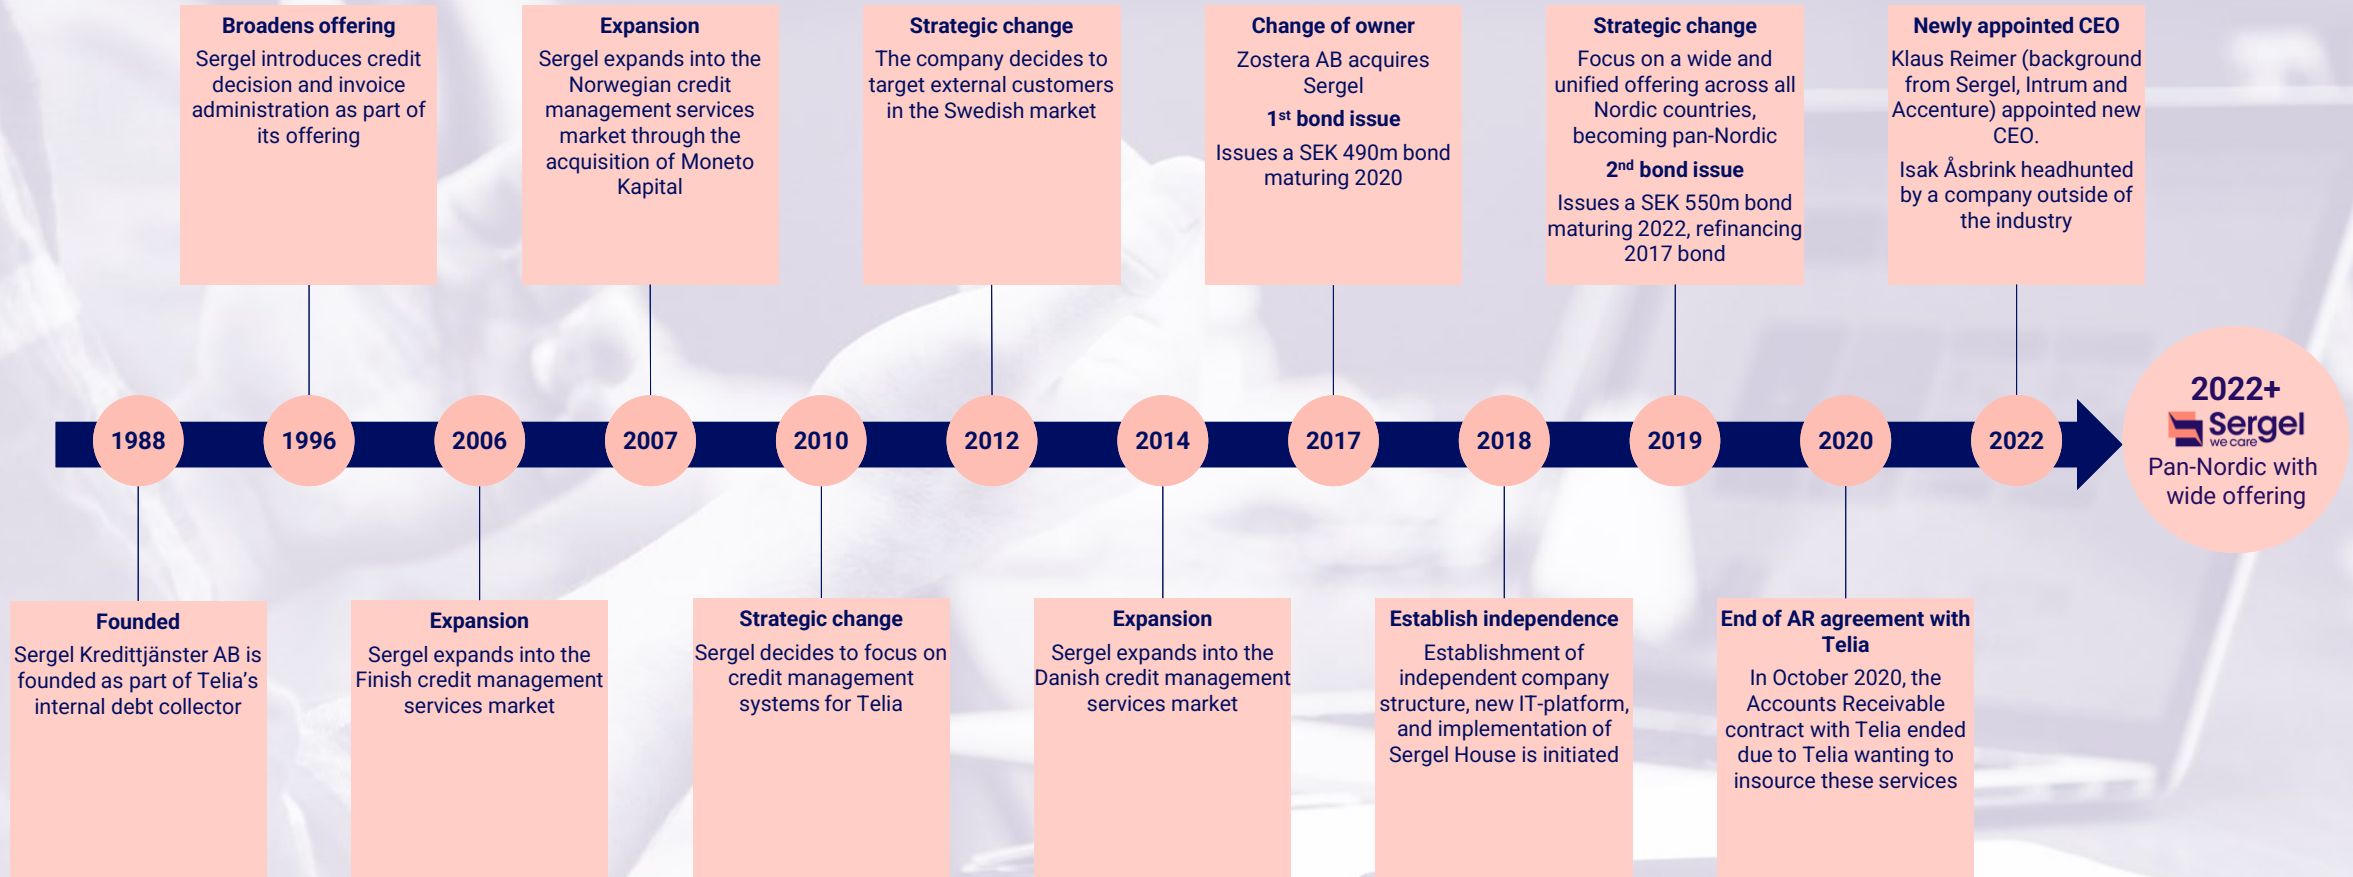 Broadens offering
Sergel introduces credit
decision and invoice
administration as part of
its offering
Expansion
Sergel expands into the
Norwegian credit
management services
market through the
acquisition of Moneto
Kapital
Strategic change
The company decides to
target external customers
in the Swedish market
Change of owner
Zostera AB acquires
Sergel
1st bond issue
Issues a SEK 490m bond
maturing 2020
Strategic change
Focus on a wide and
unified offering across all
Nordic countries,
becoming pan-Nordic
2nd bond issue
Issues a SEK 550m bond
maturing 2022, refinancing
2017 bond
Newly appointed CEO
Klaus Reimer (background
from Sergel, Intrum and
Accenture) appointed new
CEO.
Isak Åsbrink headhunted
by a company outside of
the industry
1988
1996
2006
2007
2010
2012
2014
2017
2018
2019
2020
2022
2022+
Sergel
we care
Pan-Nordic with
wide offering
Founded
Sergel Kredittjänster AB is
founded as part of Telia’s
internal debt collector
Expansion
Sergel expands into the
Finish credit management
services market
Strategic change
Sergel decides to focus on
credit management
systems for Telia
Expansion
Sergel expands into the
Danish credit management
services market
Establish independence
Establishment of
independent company
structure, new IT-platform,
and implementation of
Sergel House is initiated
End of AR agreement with
Telia
In October 2020, the
Accounts Receivable
contract with Telia ended
due to Telia wanting to
insource these services